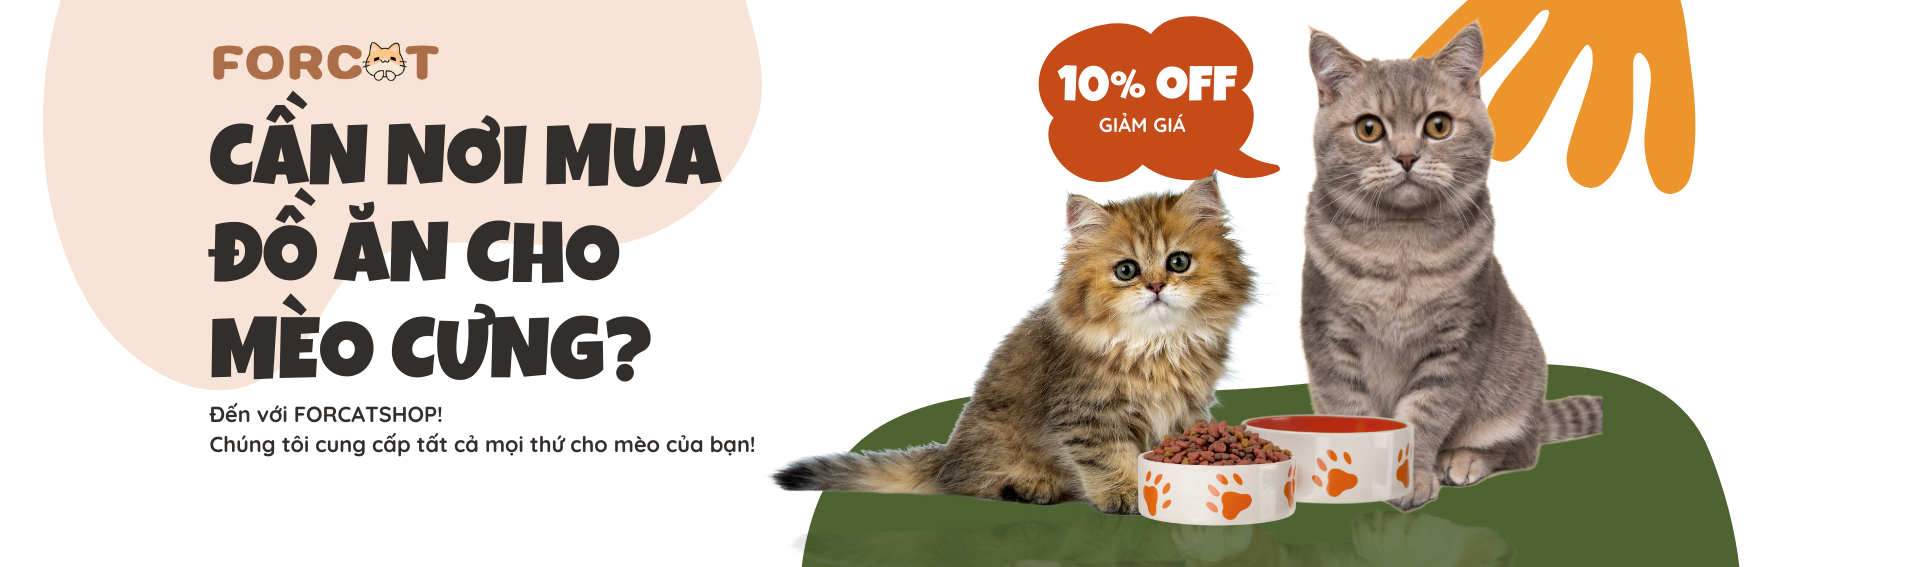 FORCAT
CẦN NƠI MUA
ĐỒ ĂN CHO
MÈO CƯNG?
Đến với FORCATSHOP!
Chúng tôi cung cấp tất cả mọi thứ cho mèo của bạn!
10% OFF
GIẢM GIÁ